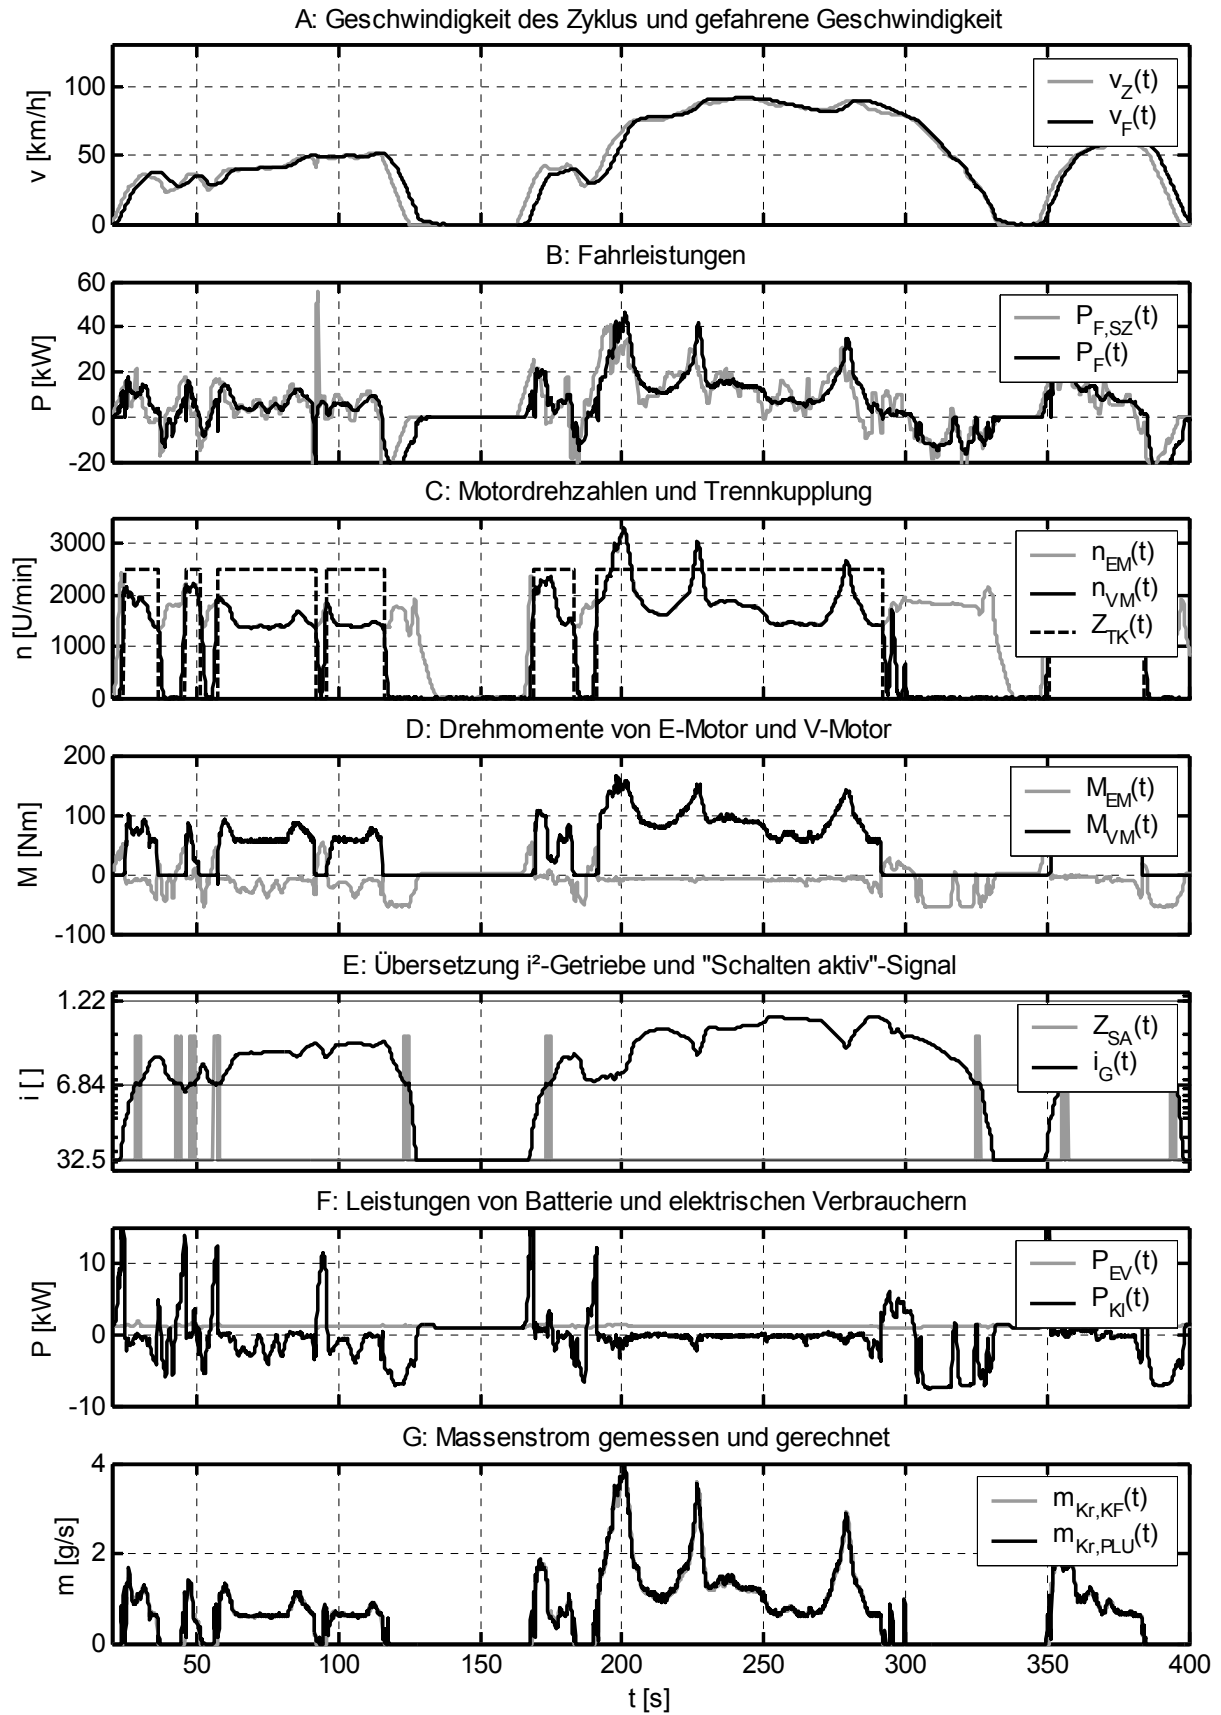 A: Geschwindigkeit des Zyklus und gefahrene Geschwindigkeit
v [km/h]
100
50
0
v_Z(t)
v_F(t)
B: Fahrleistungen
P [kW]
60
40
20
0
-20
P_F,SZ(t)
P_F(t)
C: Motordrehzahlen und Trennkupplung
n [U/min]
3000
2000
1000
0
n_EM(t)
n_VM(t)
Z_TK(t)
D: Drehmomente von E-Motor und V-Motor
M [Nm]
200
100
0
-100
M_EM(t)
M_VM(t)
E: Übersetzung i²-Getriebe und "Schalten aktiv"-Signal
i [ ]
1.22
6.84
32.5
Z_SA(t)
i_G(t)
F: Leistungen von Batterie und elektrischen Verbrauchern
P [kW]
10
0
-10
P_EV(t)
P_Kl(t)
G: Massenstrom gemessen und gerechnet
m [g/s]
4
2
0
m_Kr,KF(t)
m_Kr,PLU(t)
50 100 150 200 250 300 350 400
t [s]